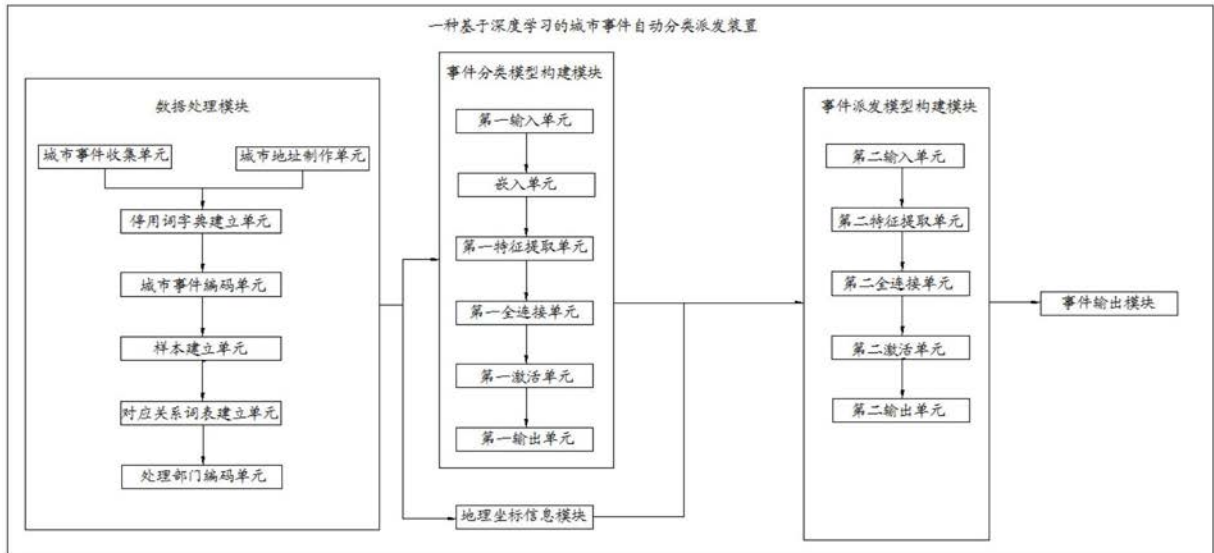 一种基于深度学习的城市事件自动分类派发装置
数据处理模块
城市事件收集单元
城市地址制作单元
停用词字典建立单元
城市事件编码单元
样本建立单元
对应关系词表建立单元
处理部门编码单元
事件分类模型构建模块
第一输入单元
嵌入单元
第一特征提取单元
第一全连接单元
第一激活单元
第一输出单元
地理坐标信息模块
事件派发模型构建模块
第二输入单元
第二特征提取单元
第二全连接单元
第二激活单元
第二输出单元
事件输出模块